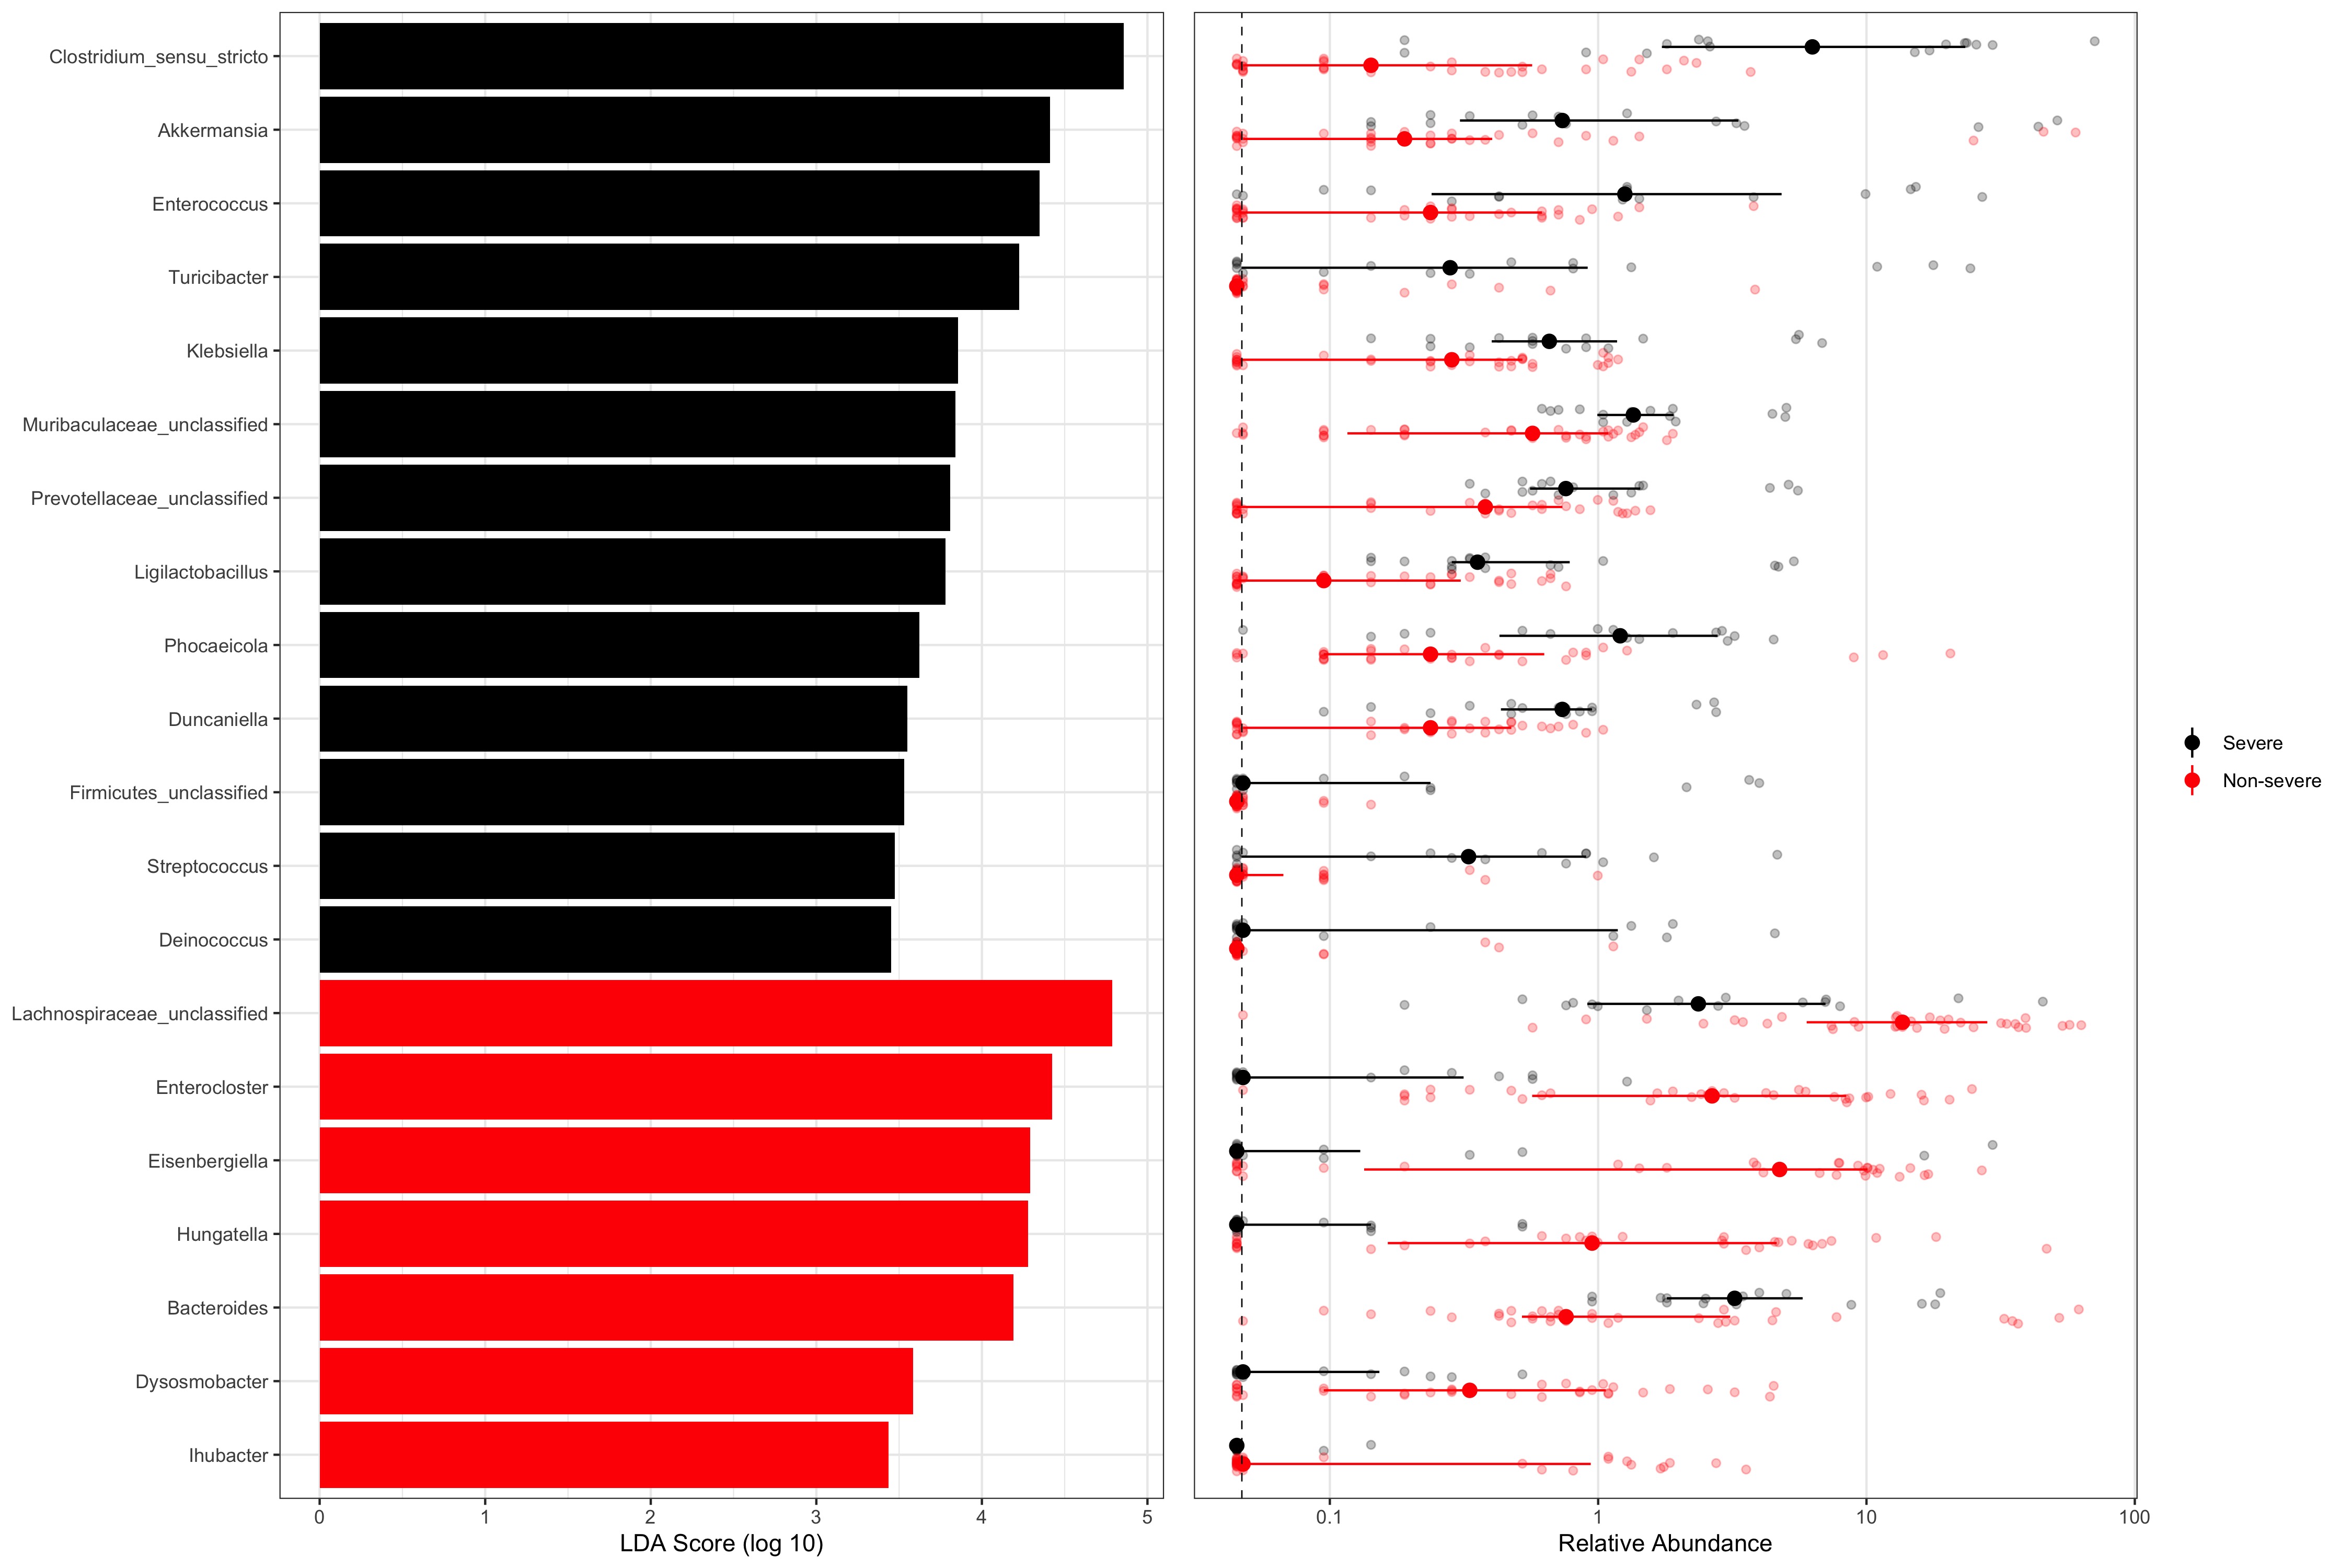 Clostridium_sensu_stricto
Akkermansia
Enterococcus
Turicibacter
Klebsiella
Muribaculaceae_unclassified
Prevotellaceae_unclassified
Ligilactobacillus
Phocaeicola
Duncaniella
Firmicutes_unclassified
Streptococcus
Deinococcus
Lachnospiraceae_unclassified
Enterocloster
Eisenbergiella
Hungatella
Bacteroides
Dysosmobacter
Ihubacter
0 1 2 3 4 5
LDA Score (log 10)
0.1 1 10 100
Relative Abundance
Severe
Non-severe